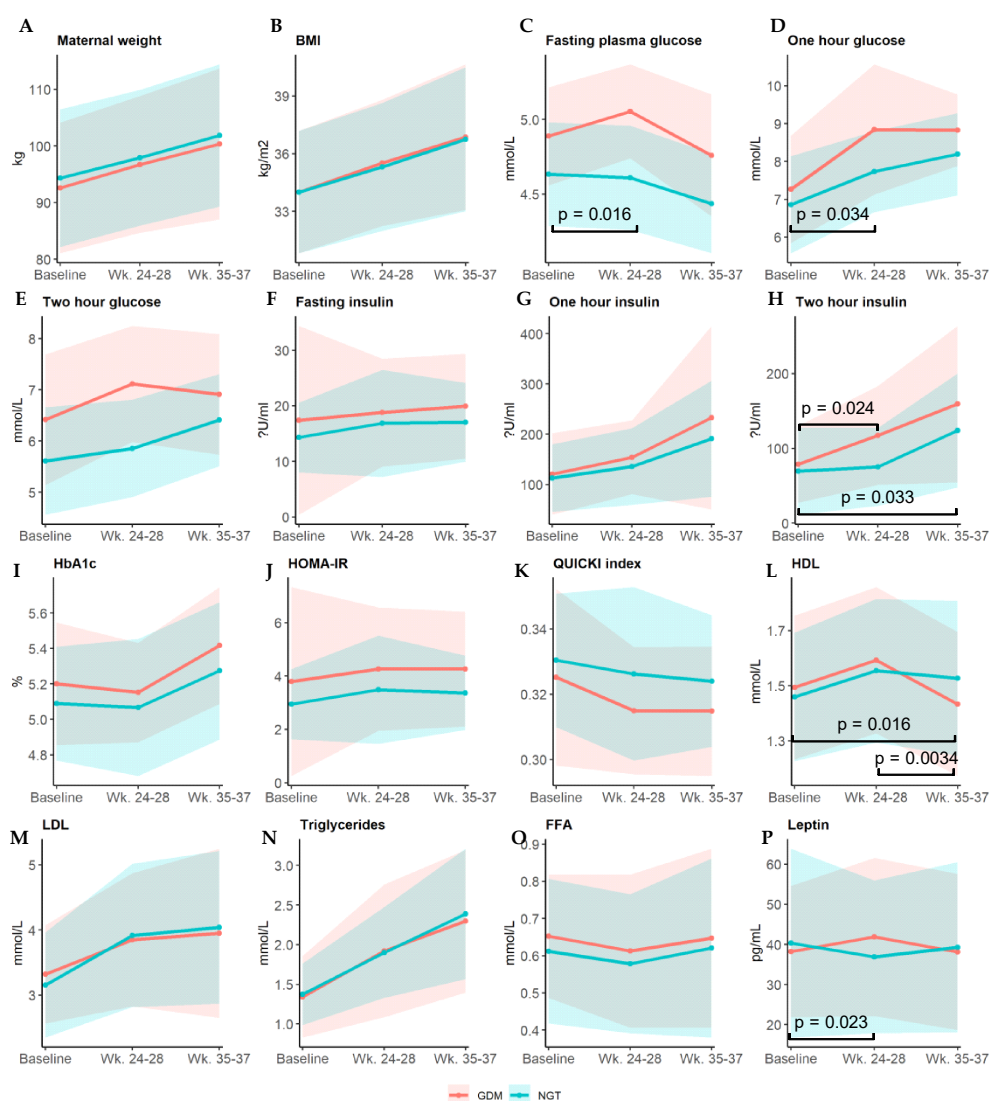 A
Maternal weight
kg
110
100
90
80
Baseline Wk. 24-28 Wk. 35-37
B
BMI
kg/m2
39
36
33
Baseline Wk. 24-28 Wk. 35-37
C
Fasting plasma glucose
mmol/L
5.0
4.5
p = 0.016
Baseline Wk. 24-28 Wk. 35-37
D
One hour glucose
mmol/L
10
9
8
7
6
p = 0.034
Baseline Wk. 24-28 Wk. 35-37
E
Two hour glucose
mmol/L
8
7
6
5
Baseline Wk. 24-28 Wk. 35-37
F
Fasting insulin
?U/ml
30
20
10
0
Baseline Wk. 24-28 Wk. 35-37
G
One hour insulin
?U/ml
400
300
200
100
Baseline Wk. 24-28 Wk. 35-37
H
Two hour insulin
?U/ml
200
100
0
p = 0.024
p = 0.033
Baseline Wk. 24-28 Wk. 35-37
I
HbA1c
%
5.6
5.4
5.2
5.0
4.8
Baseline Wk. 24-28 Wk. 35-37
J
HOMA-IR
6
4
2
0
Baseline Wk. 24-28 Wk. 35-37
K
QUICKI index
0.34
0.32
0.30
Baseline Wk. 24-28 Wk. 35-37
L
HDL
mmol/L
1.7
1.5
1.3
p = 0.016
p = 0.0034
Baseline Wk. 24-28 Wk. 35-37
M
LDL
mmol/L
5
4
3
Baseline Wk. 24-28 Wk. 35-37
N
Triglycerides
mmol/L
3.0
2.5
2.0
1.5
1.0
Baseline Wk. 24-28 Wk. 35-37
O
FFA
mmol/L
0.9
0.8
0.7
0.6
0.5
0.4
Baseline Wk. 24-28 Wk. 35-37
P
Leptin
pg/mL
60
50
40
30
20
p = 0.023
Baseline Wk. 24-28 Wk. 35-37
GDM NGT